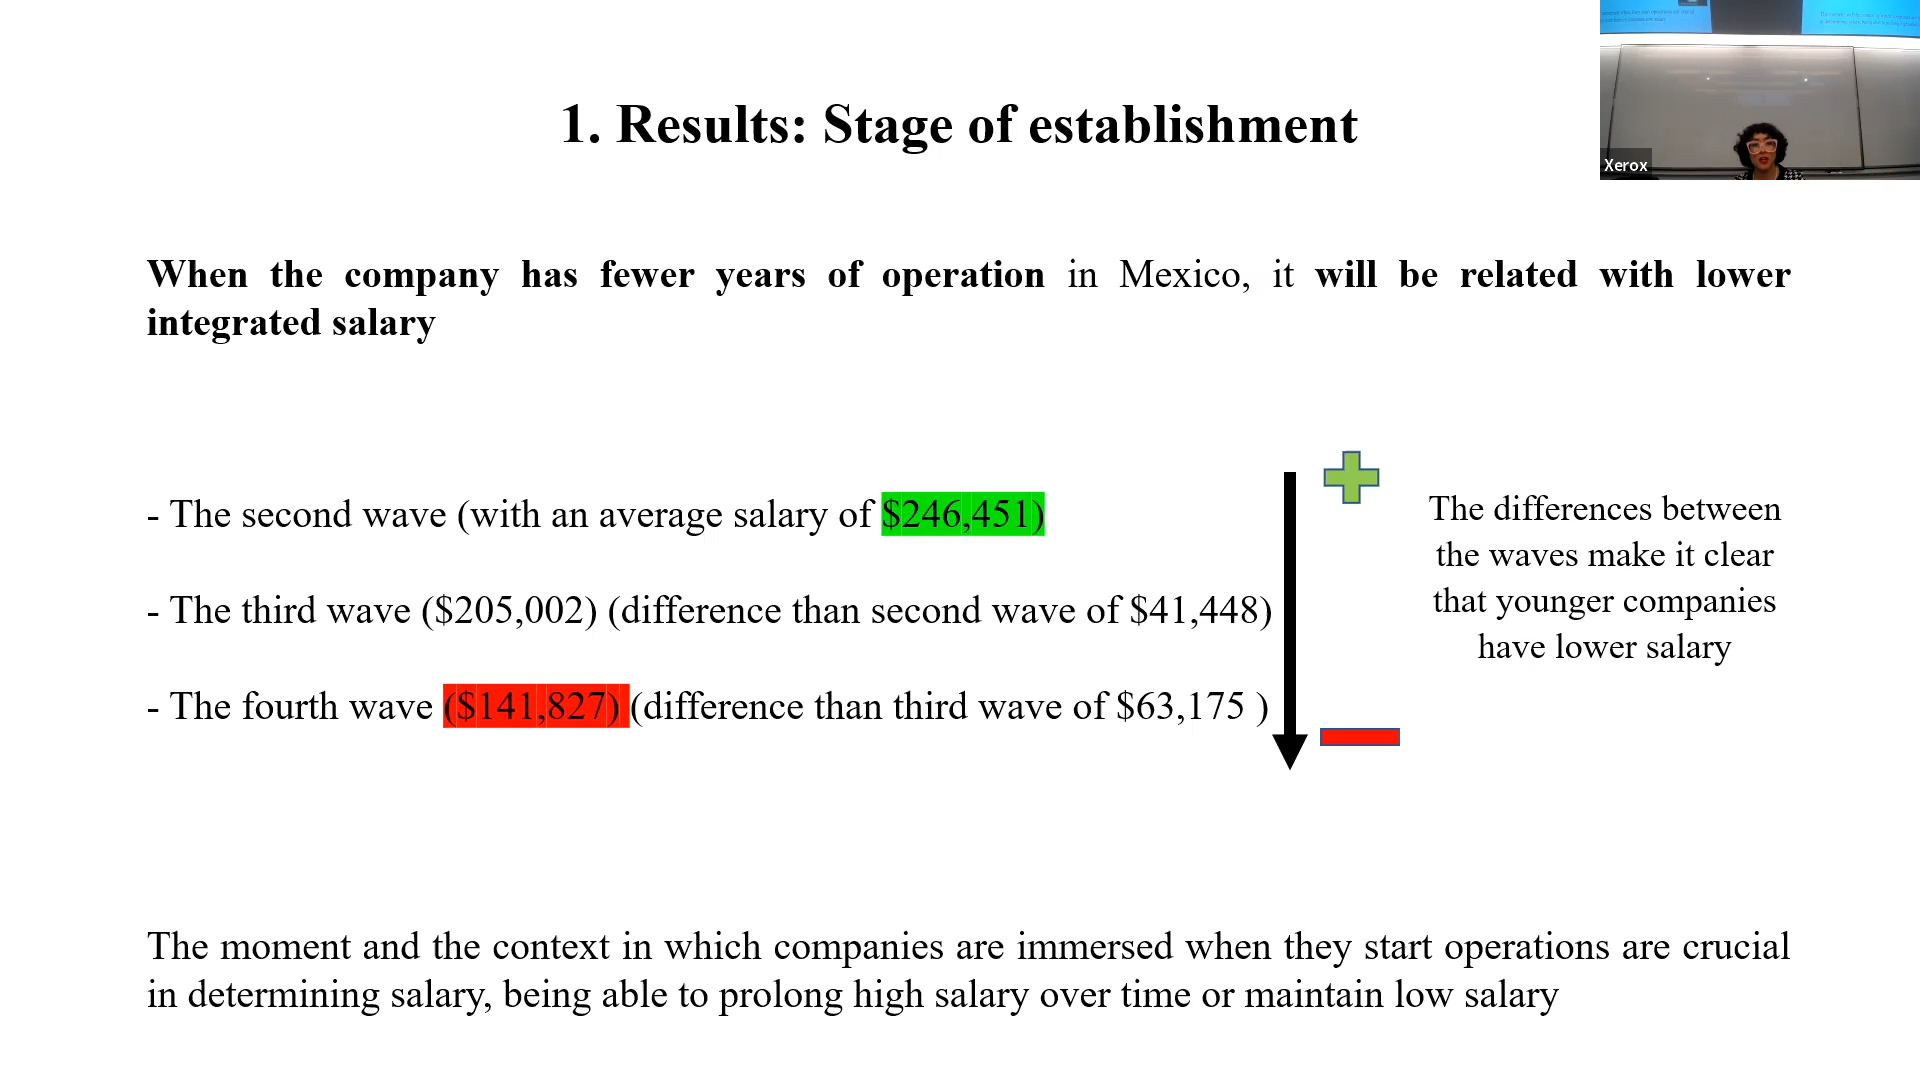 1. Results: Stage of establishment
Xerox
When the company has fewer years of operation in Mexico, it will be related with lower
integrated salary
- The second wave (with an average salary of $246,451)
- The third wave ($205,002) (difference than second wave of $41,448)
- The fourth wave ($141,827) (difference than third wave of $63,175 )
The differences between
the waves make it clear
that younger companies
have lower salary
The moment and the context in which companies are immersed when they start operations are crucial
in determining salary, being able to prolong high salary over time or maintain low salary